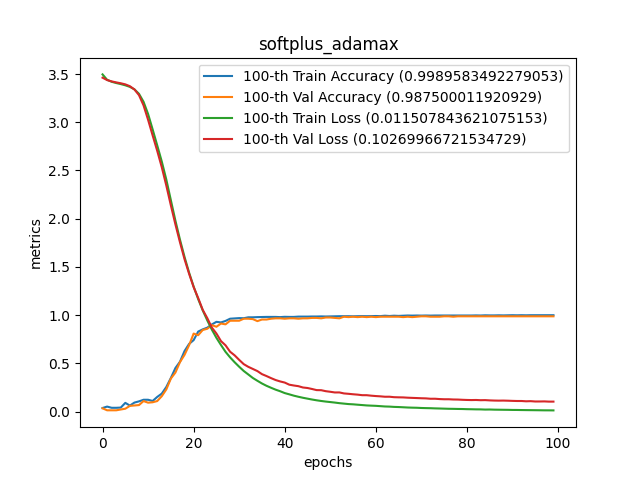 softplus_adamax
3.5
3.0
2.5
2.0
1.5
1.0
0.5
0.0
metrics
100-th Train Accuracy (0.9989583492279053)
100-th Val Accuracy (0.987500011920929)
100-th Train Loss (0.011507843621075153)
100-th Val Loss (0.10269966721534729)
0 20 40 60 80 100
epochs